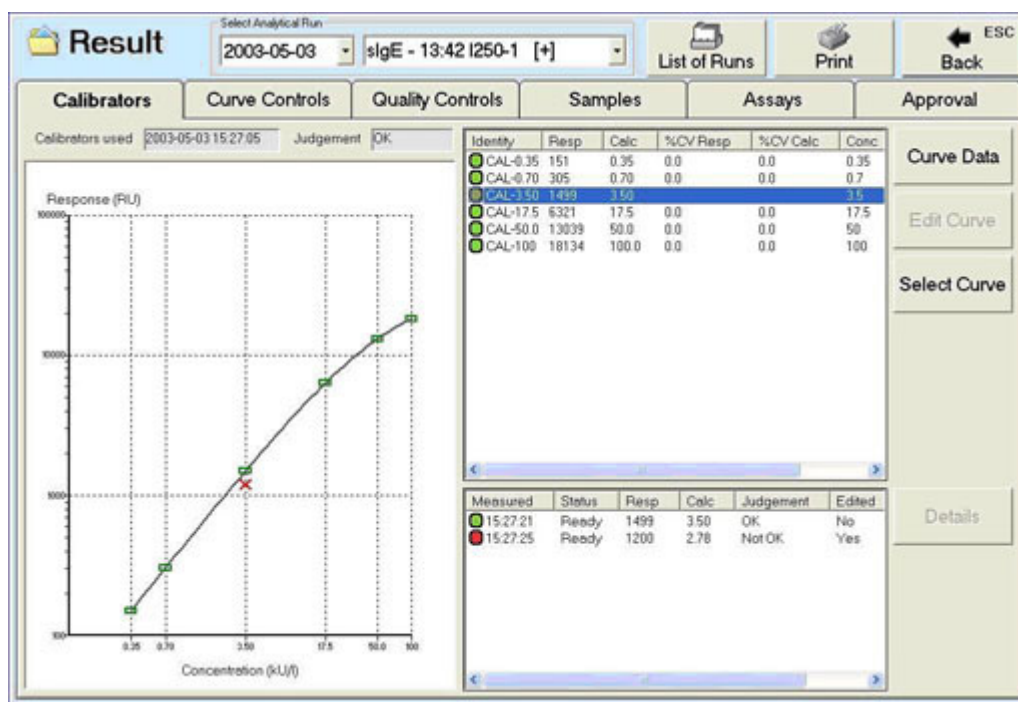 Result
Select Analytical Run
2003-05-03
sIgE - 13:42 I250-1 [+]
List of Runs
Print
ESC
Back
Calibrators
Curve Controls
Quality Controls
Samples
Assays
Approval
Calibrators used 2003-05-03 15:27:05 Judgement OK
Response (RU)
100000
10000
1000
100
0.35 0.70 3.50 17.5 50.0 100
Concentration (kU/l)
Identity Resp Calc %CV Resp %CV Calc Conc
CAL-0.35 151 0.35 0.0 0.0 0.35
CAL-0.70 305 0.70 0.0 0.0 0.7
CAL-3.50 1499 3.50 3.5
CAL-17.5 6321 17.5 0.0 0.0 17.5
CAL-50.0 13039 50.0 0.0 0.0 50
CAL-100 18134 100.0 0.0 0.0 100
Measured Status Resp Calc Judgement Edited
15:27:21 Ready 1499 3.50 OK No
15:27:25 Ready 1200 2.78 Not OK Yes
Curve Data
Edit Curve
Select Curve
Details